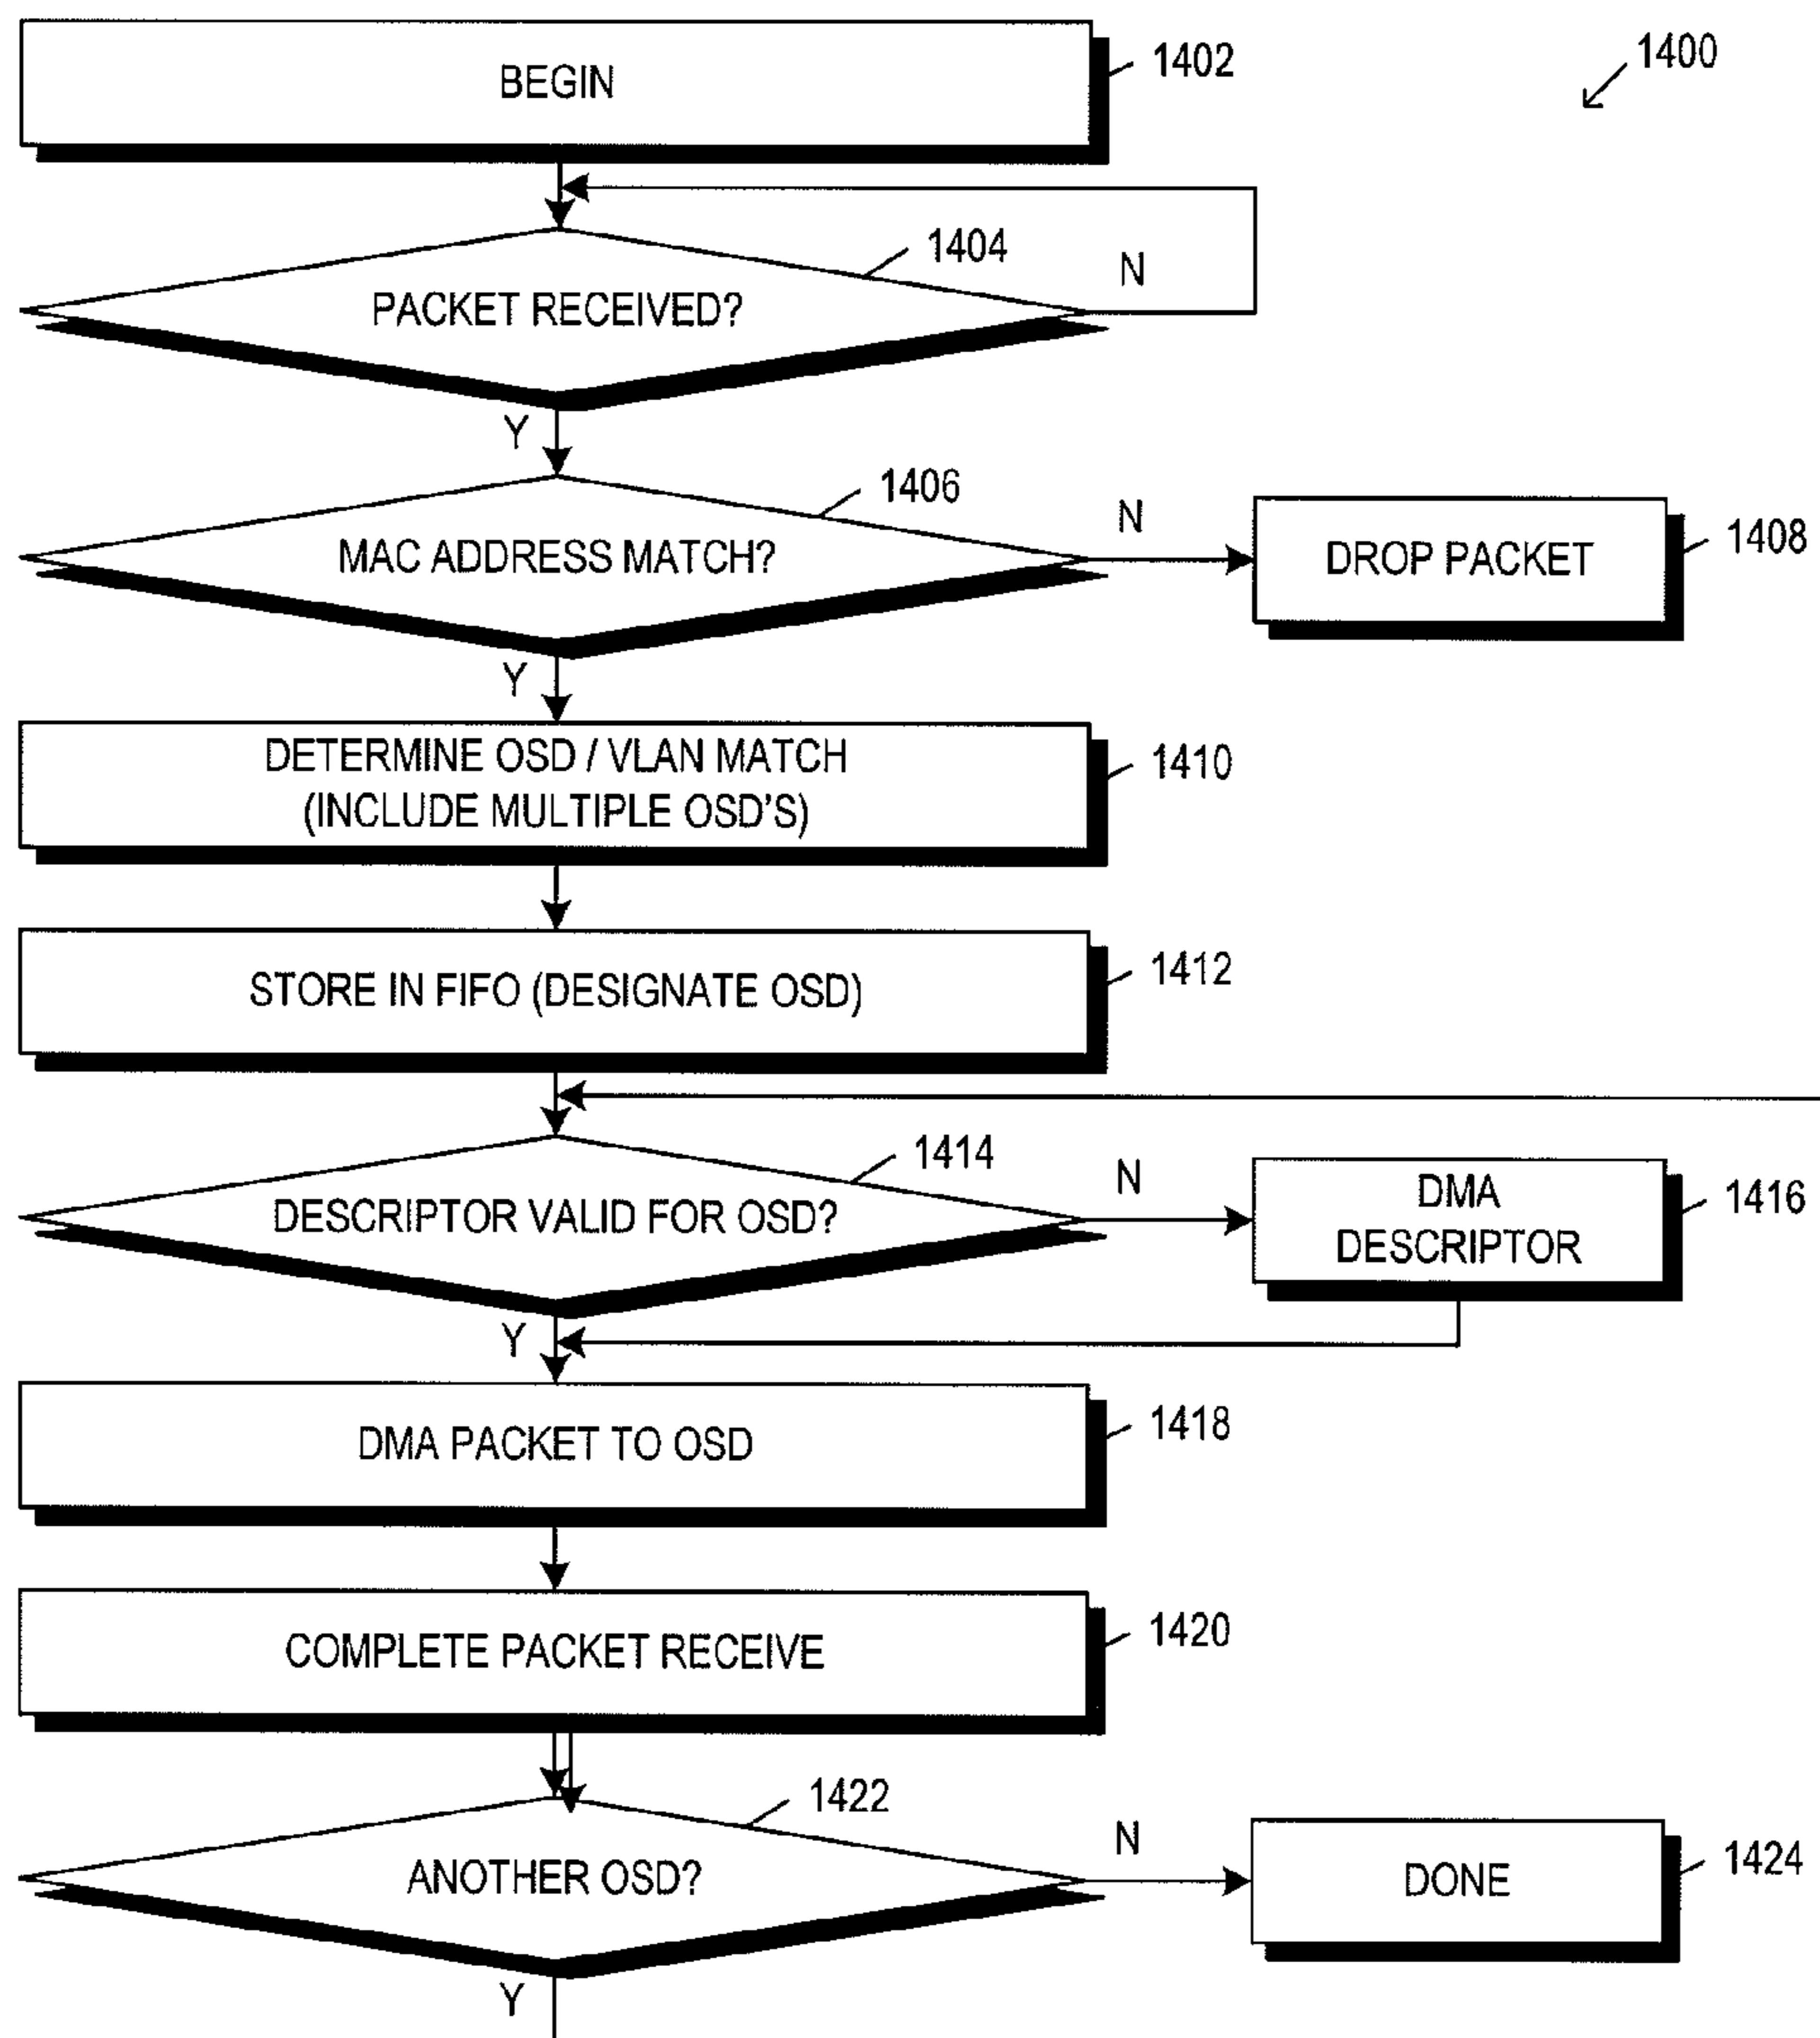 1400
BEGIN
1402
PACKET RECEIVED?
1404
N
Y
MAC ADDRESS MATCH?
1406
N
DROP PACKET
1408
Y
DETERMINE OSD / VLAN MATCH
(INCLUDE MULTIPLE OSD'S)
1410
STORE IN FIFO (DESIGNATE OSD)
1412
DESCRIPTOR VALID FOR OSD?
1414
N
DMA
DESCRIPTOR
1416
Y
DMA PACKET TO OSD
1418
COMPLETE PACKET RECEIVE
1420
ANOTHER OSD?
1422
N
DONE
1424
Y